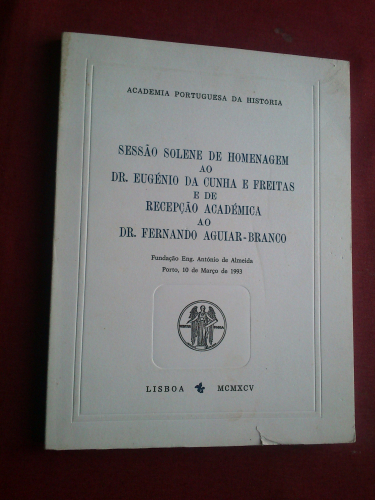 ACADEMIA PORTUGUESA DA HISTÓRIA
SESSÃO SOLENE DE HOMENAGEM
AO
DR. EUGÉNIO DA CUNHA E FREITAS
E DE
RECEPÇÃO ACADÉMICA
AO
DR. FERNANDO AGUIAR-BRANCO
Fundação Eng. António de Almeida
Porto, 10 de Março de 1993
LISBOA MCMXCV